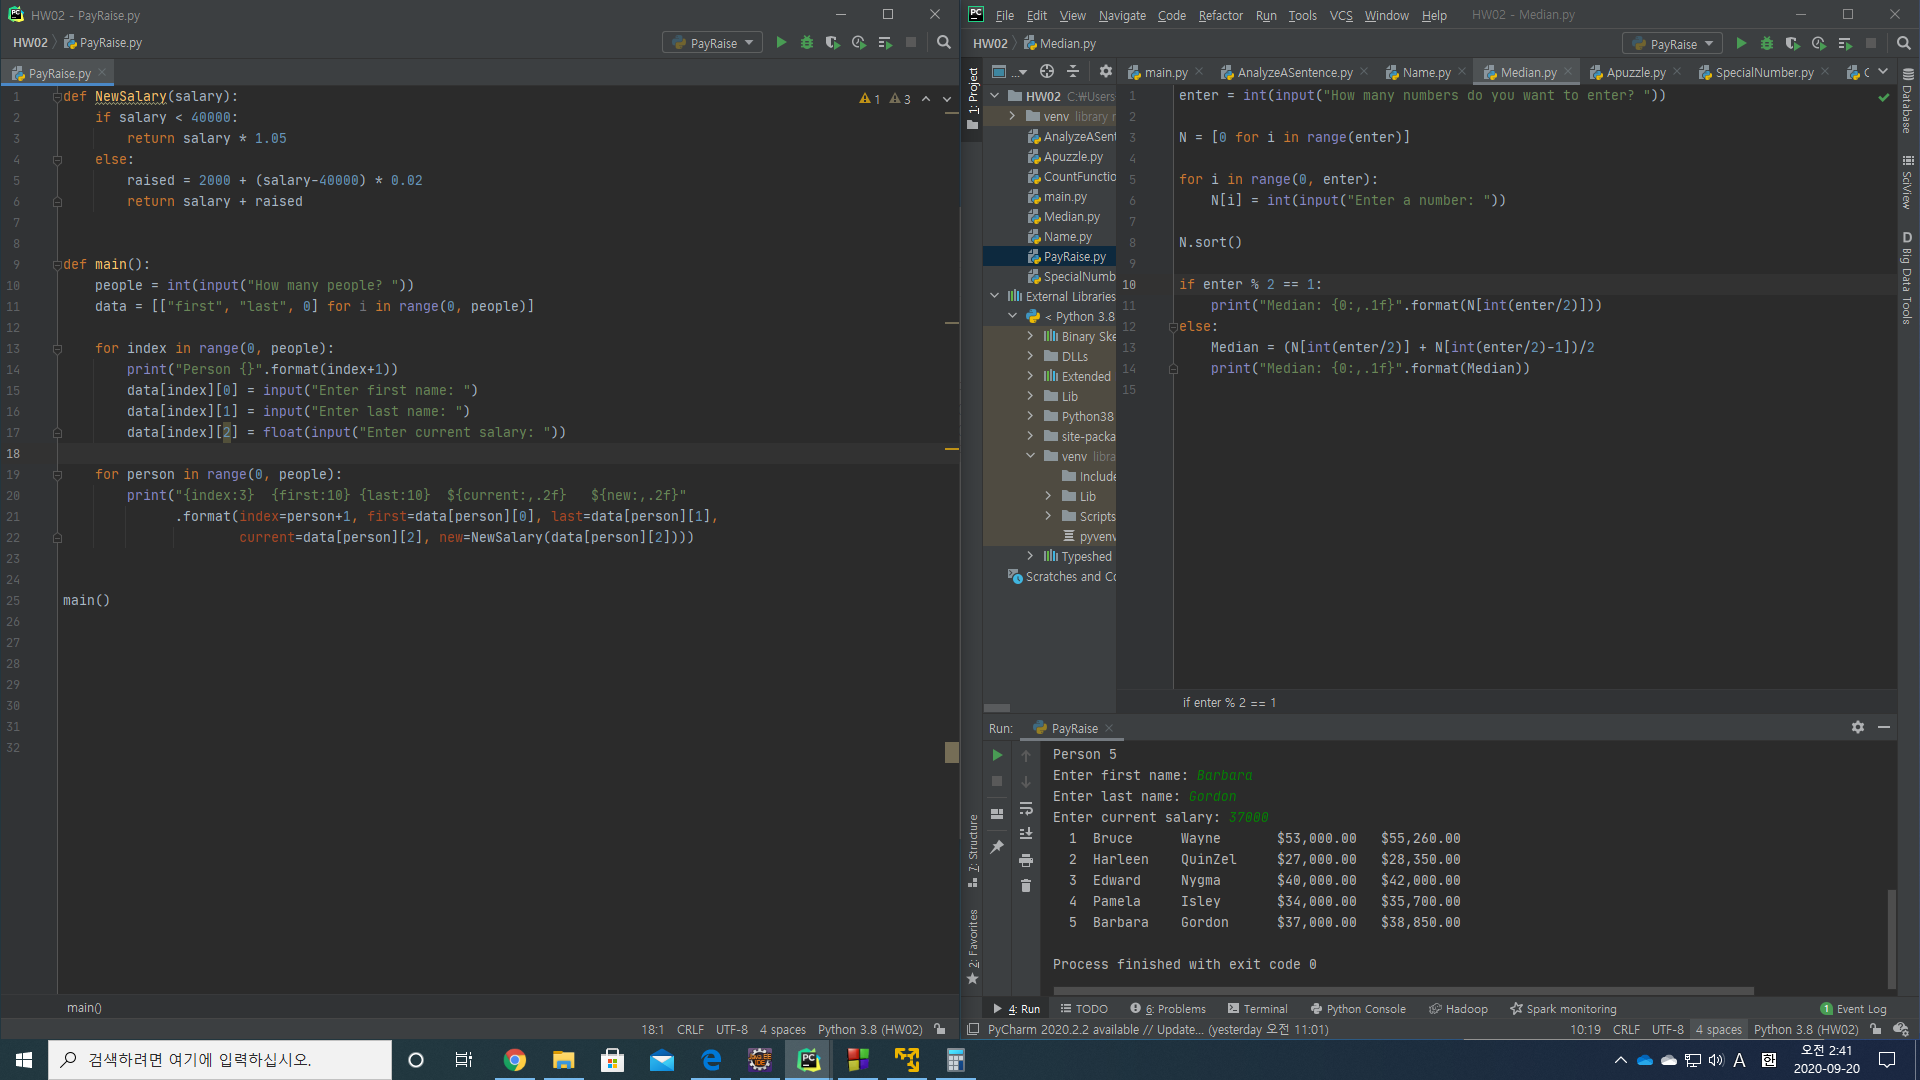 HW02 - PayRaise.py
HW02
PayRaise.py
PayRaise
PayRaise.py
1
2
3
4
5
6
7
8
9
10
11
12
13
14
15
16
17
18
19
20
21
22
23
24
25
26
27
28
29
30
31
32
def NewSalary(salary):
    if salary < 40000:
        return salary * 1.05
    else:
        raised = 2000 + (salary-40000) * 0.02
        return salary + raised
def main():
    people = int(input("How many people? "))
    data = [["first", "last", 0] for i in range(0, people)]
    for index in range(0, people):
        print("Person {}".format(index+1))
        data[index][0] = input("Enter first name: ")
        data[index][1] = input("Enter last name: ")
        data[index][2] = float(input("Enter current salary: "))
    for person in range(0, people):
        print("{index:3}  {first:10} {last:10}  ${current:,.2f}   ${new:,.2f}"
              .format(index=person+1, first=data[person][0], last=data[person][1],
                      current=data[person][2], new=NewSalary(data[person][2])))
main()
1 3
main()
18:1 CRLF UTF-8 4 spaces Python 3.8 (HW02)
File Edit View Navigate Code Refactor Run Tools VCS Window Help HW02 - Median.py
HW02 Median.py
PayRaise
1: Project
...
main.py AnalyzeASentence.py Name.py Median.py Apuzzle.py SpecialNumber.py C
HW02 C:₩Users
venv library r
AnalyzeASent
Apuzzle.py
CountFunctio
main.py
Median.py
Name.py
PayRaise.py
SpecialNumb
External Libraries
< Python 3.8
Binary Ske
DLLs
Extended
Lib
Python38
site-packa
venv libra
Include
Lib
Scripts
pyvenv
Typeshed
Scratches and Co
1
2
3
4
5
6
7
8
9
10
11
12
13
14
15
enter = int(input("How many numbers do you want to enter? "))
N = [0 for i in range(enter)]
for i in range(0, enter):
    N[i] = int(input("Enter a number: "))
N.sort()
if enter % 2 == 1:
    print("Median: {0:,.1f}".format(N[int(enter/2)]))
else:
    Median = (N[int(enter/2)] + N[int(enter/2)-1])/2
    print("Median: {0:,.1f}".format(Median))
if enter % 2 == 1
Database
SciView
D Big Data Tools
7: Structure
2: Favorites
Run: PayRaise
Person 5
Enter first name: Barbara
Enter last name: Gordon
Enter current salary: 37000
1  Bruce      Wayne       $53,000.00   $55,260.00
2  Harleen    QuinZel     $27,000.00   $28,350.00
3  Edward     Nygma       $40,000.00   $42,000.00
4  Pamela     Isley       $34,000.00   $35,700.00
5  Barbara    Gordon      $37,000.00   $38,850.00
Process finished with exit code 0
4: Run TODO 6: Problems Terminal Python Console Hadoop Spark monitoring 1 Event Log
PyCharm 2020.2.2 available // Update... (yesterday 오전 11:01) 10:19 CRLF UTF-8 4 spaces Python 3.8 (HW02)
검색하려면 여기에 입력하십시오.
A 한
오전 2:41
2020-09-20